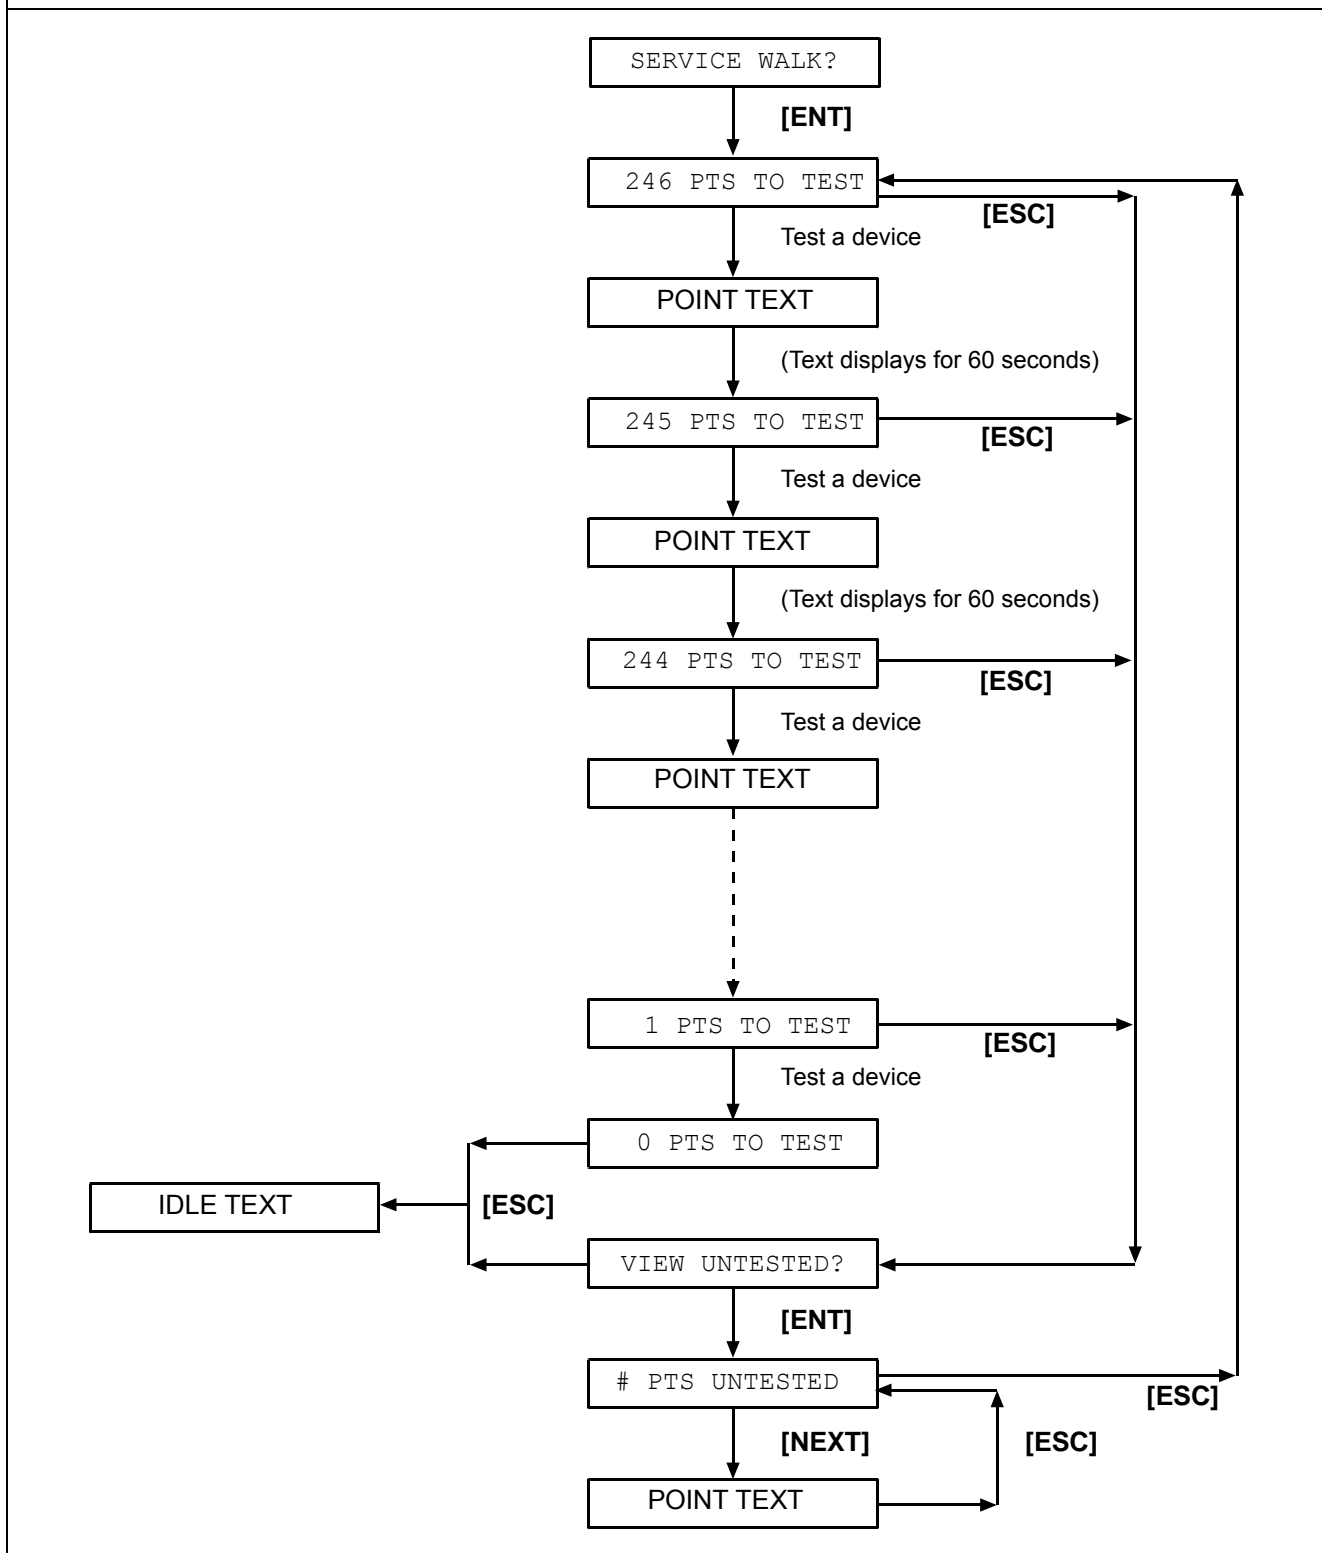 SERVICE WALK?
[ENT]
246 PTS TO TEST
[ESC]
Test a device
POINT TEXT
(Text displays for 60 seconds)
245 PTS TO TEST
[ESC]
Test a device
POINT TEXT
(Text displays for 60 seconds)
244 PTS TO TEST
[ESC]
Test a device
POINT TEXT
1 PTS TO TEST
[ESC]
Test a device
0 PTS TO TEST
IDLE TEXT
[ESC]
VIEW UNTESTED?
[ENT]
# PTS UNTESTED
[ESC]
[NEXT]
[ESC]
POINT TEXT